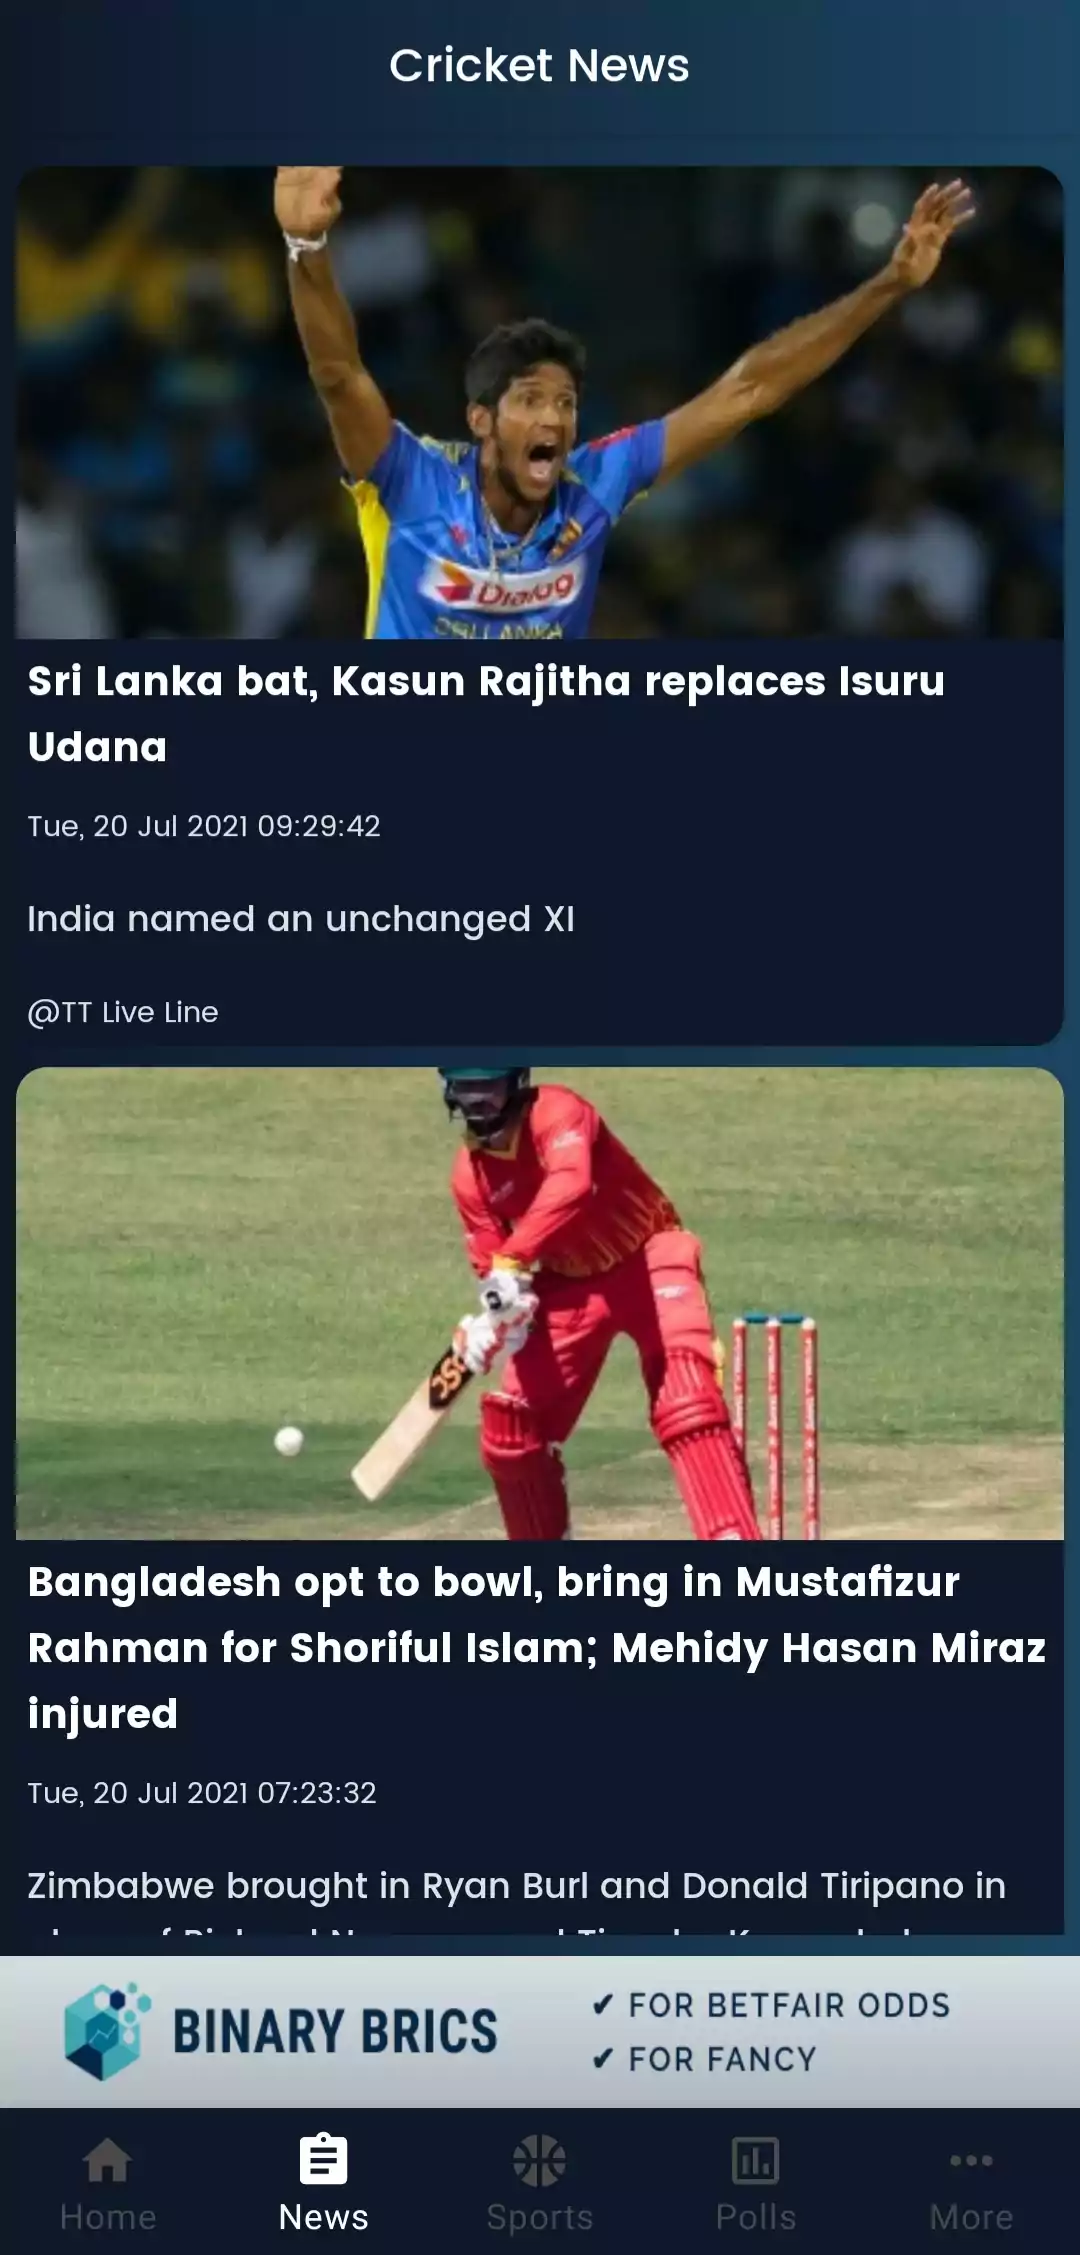 Cricket News
Dialog
SRI LANKA
Sri Lanka bat, Kasun Rajitha replaces Isuru
Udana
Tue, 20 Jul 2021 09:29:42
India named an unchanged XI
@TT Live Line
Bangladesh opt to bowl, bring in Mustafizur
Rahman for Shoriful Islam; Mehidy Hasan Miraz
injured
Tue, 20 Jul 2021 07:23:32
Zimbabwe brought in Ryan Burl and Donald Tiripano in
BINARY BRICS
✔ FOR BETFAIR ODDS
✔ FOR FANCY
Home
News
Sports
Polls
More